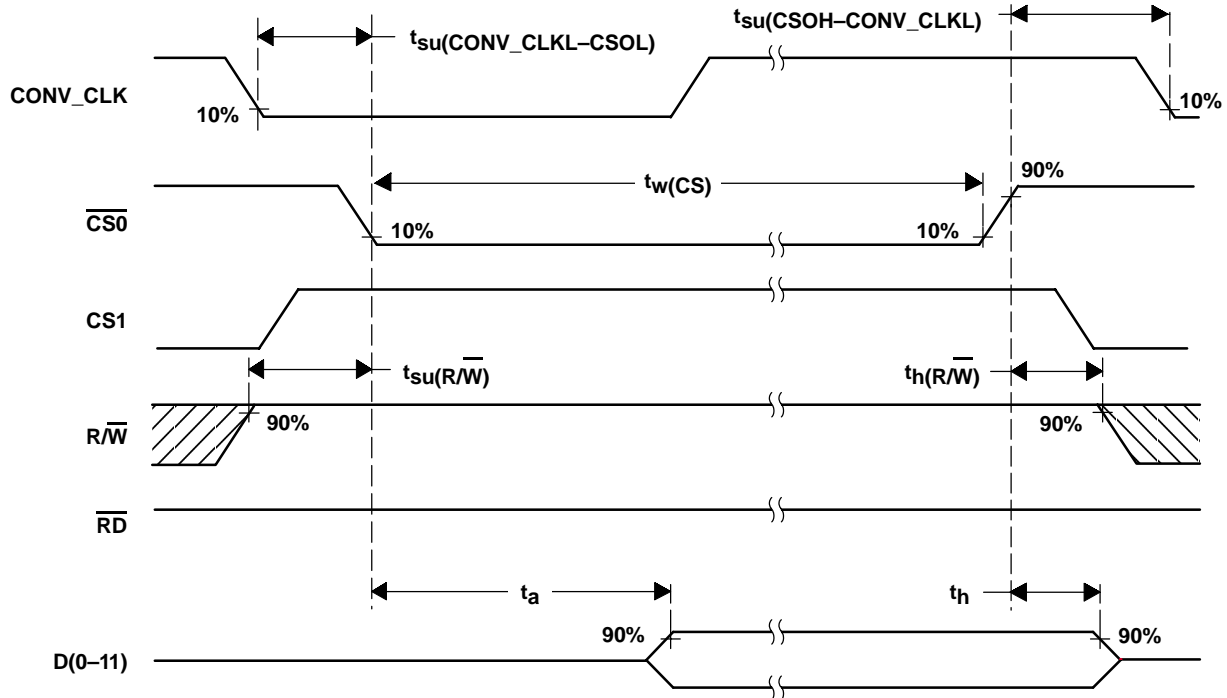 tsu(CONV_CLKL–CSOL)
tsu(CSOH–CONV_CLKL)
CONV_CLK
10%
10%
tw(CS)
90%
CS0
10%
10%
CS1
tsu(R/W)
th(R/W)
90%
90%
R/W
RD
ta
th
90%
90%
D(0–11)